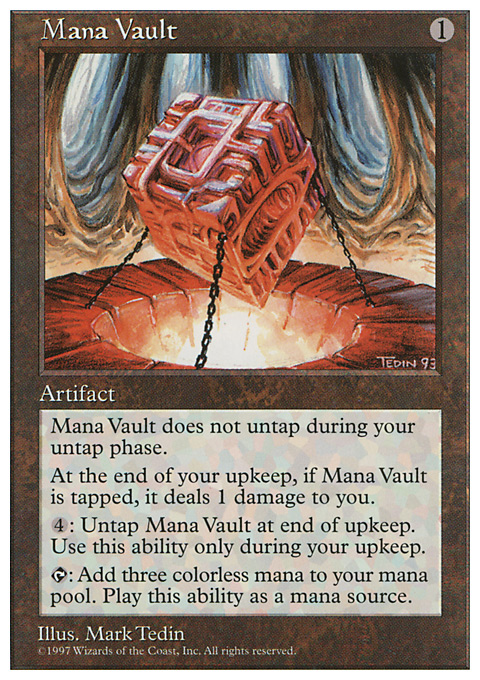 Mana Vault 1
TEDIN 93
Artifact
Mana Vault does not untap during your
untap phase.
At the end of your upkeep, if Mana Vault
is tapped, it deals 1 damage to you.
4: Untap Mana Vault at end of upkeep.
Use this ability only during your upkeep.
: Add three colorless mana to your mana
pool. Play this ability as a mana source.
Illus. Mark Tedin
©1997 Wizards of the Coast, Inc. All rights reserved.